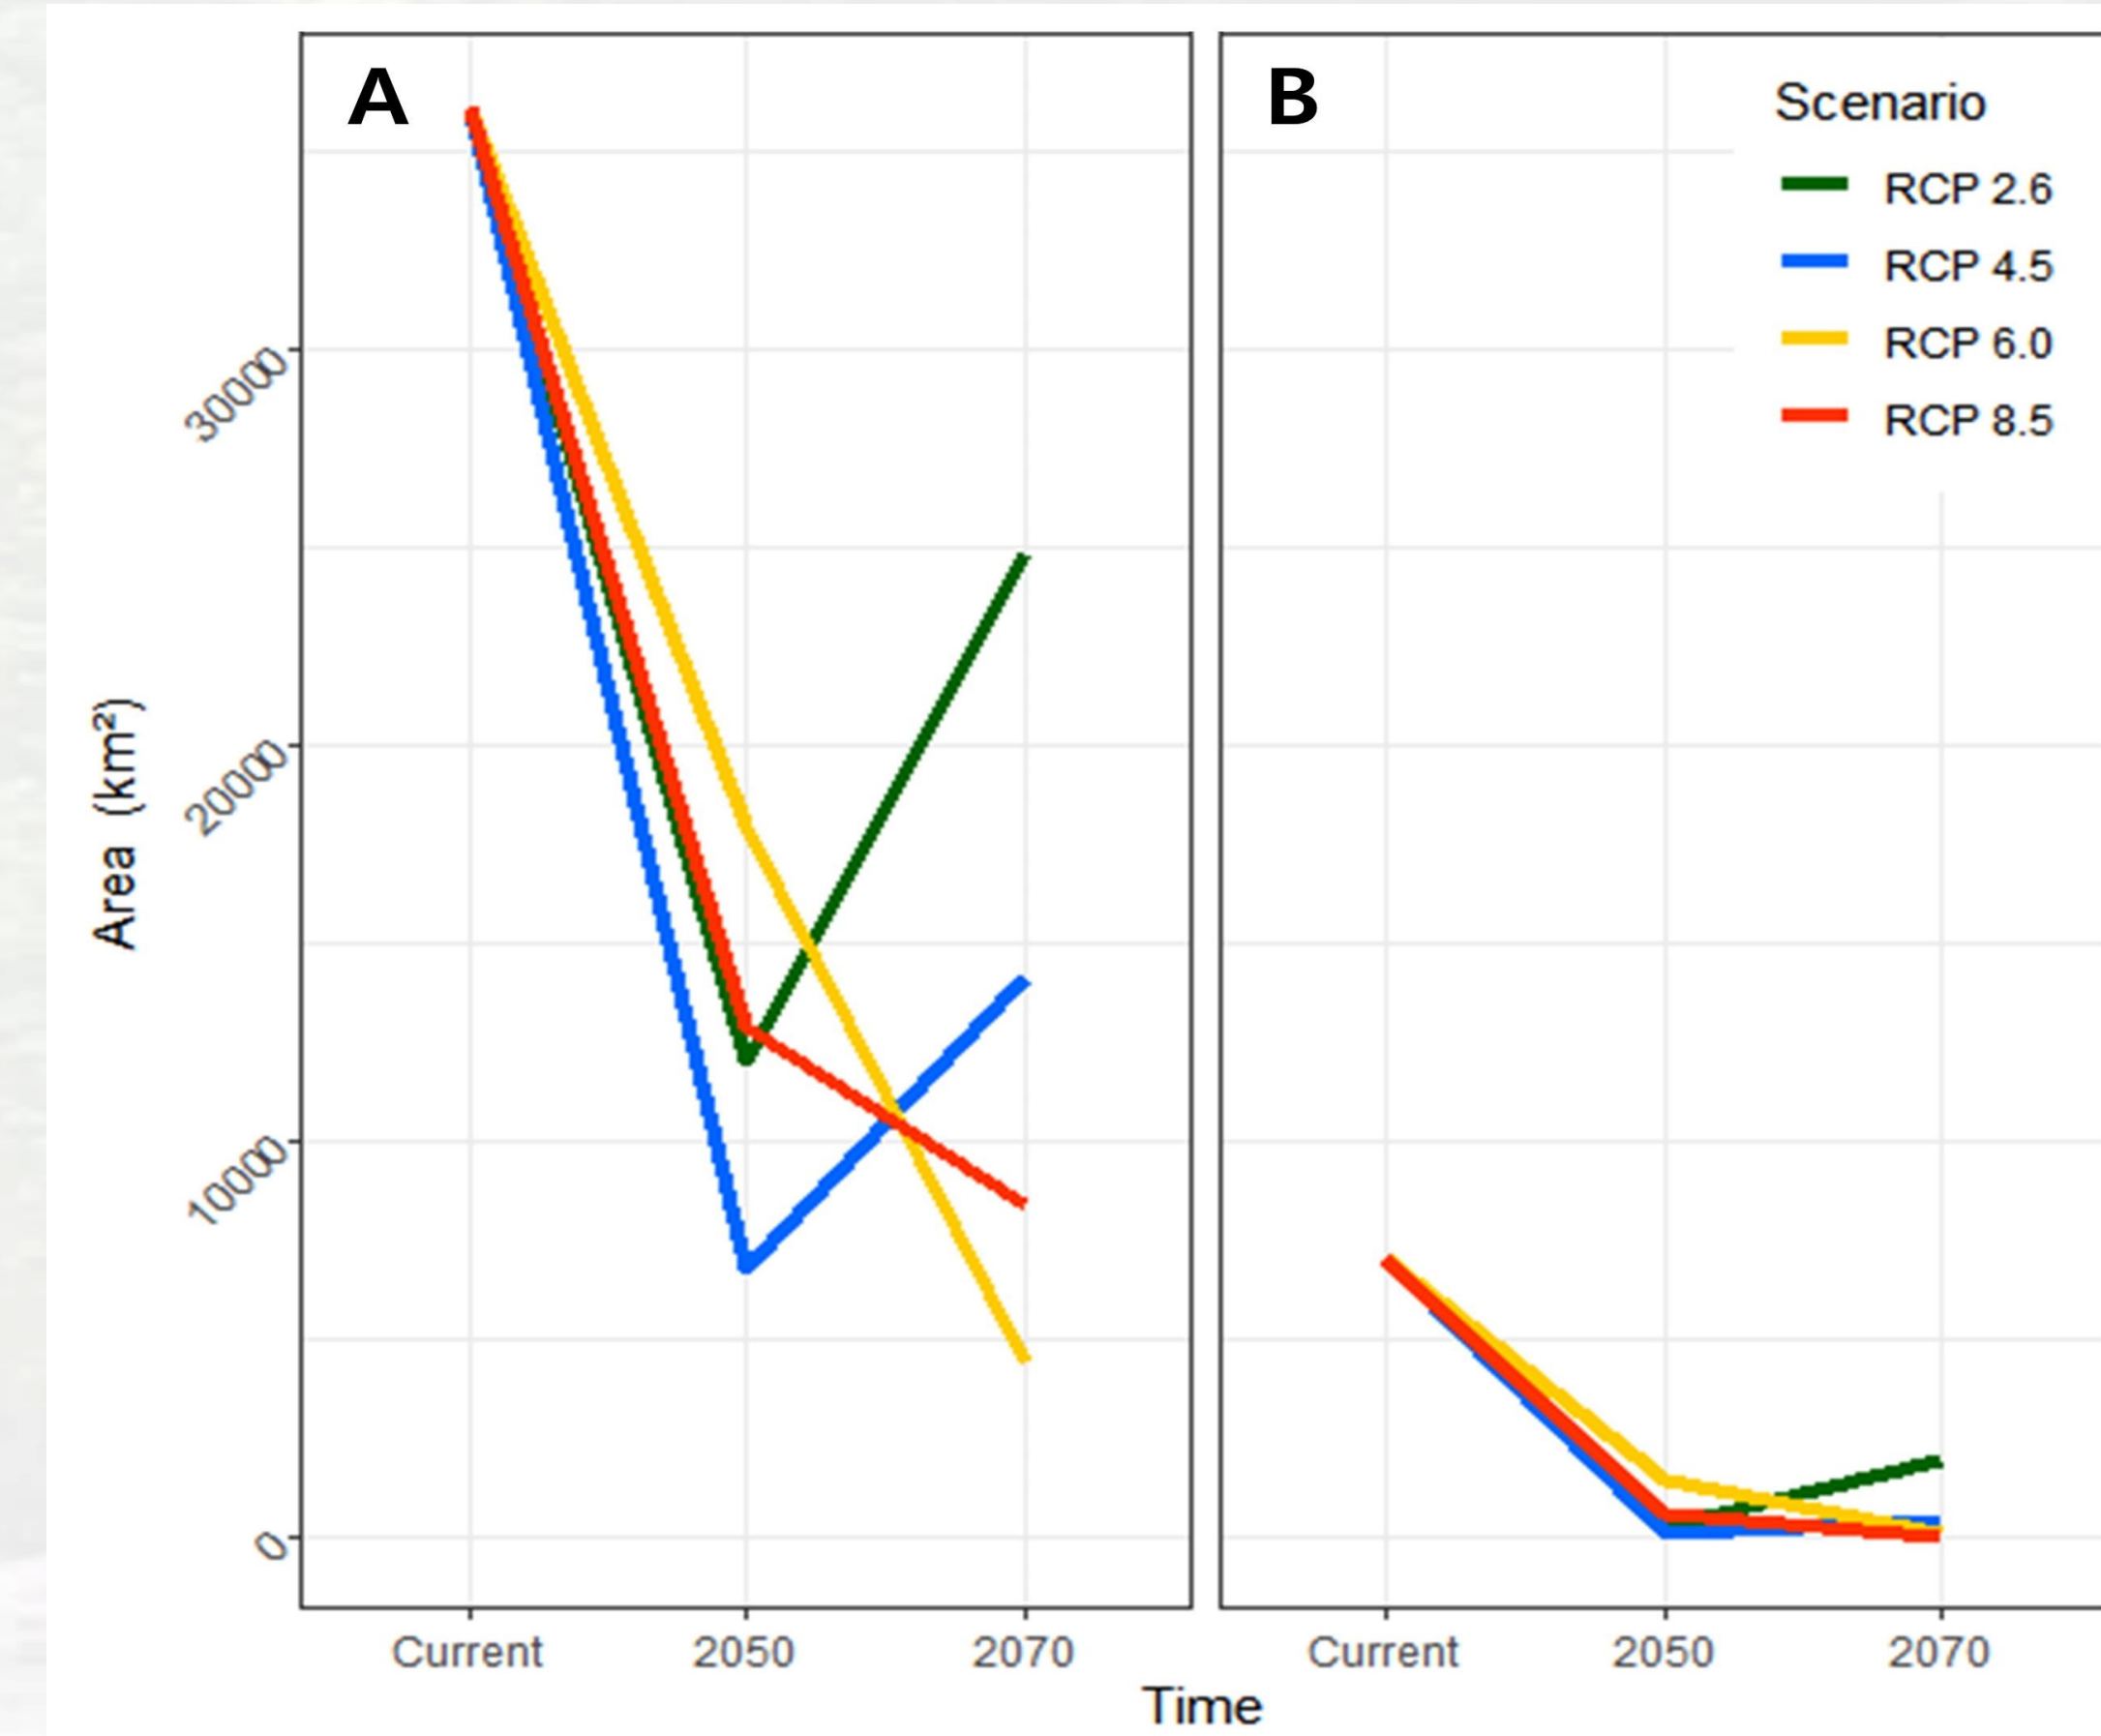 A
B
Scenario
RCP 2.6
RCP 4.5
RCP 6.0
RCP 8.5
Area (km²)
30000
20000
10000
0
Current 2050 2070
Current 2050 2070
Time